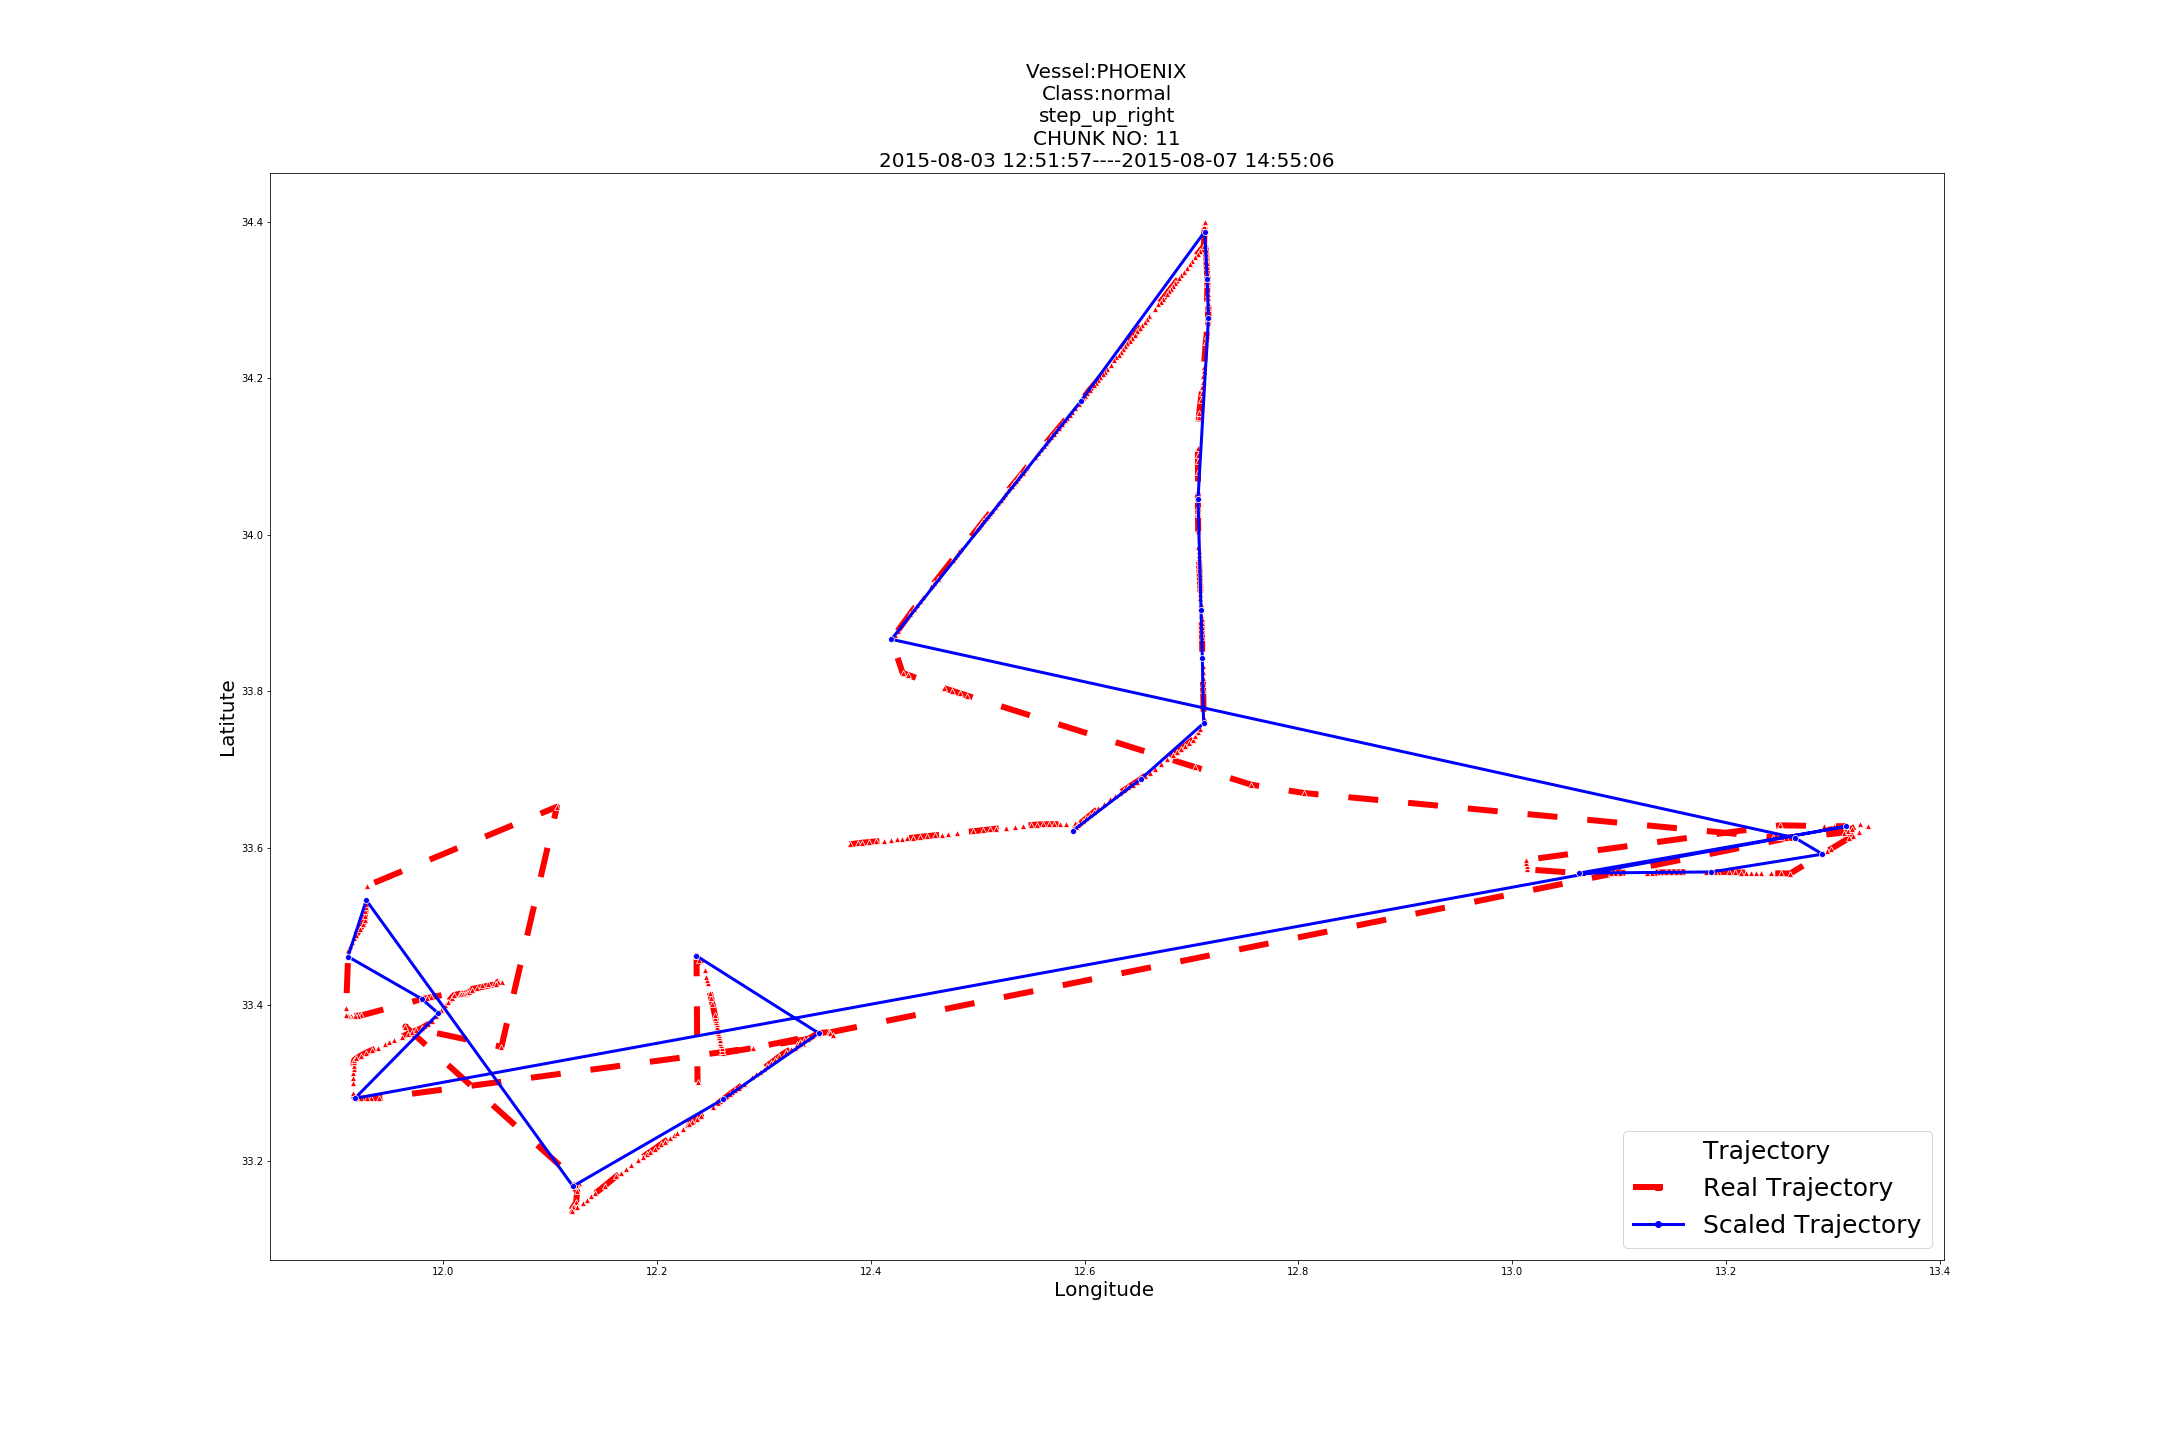 Vessel:PHOENIX
Class:normal
step_up_right
CHUNK NO: 11
2015-08-03 12:51:57----2015-08-07 14:55:06
34.4
34.2
34.0
33.8
33.6
33.4
33.2
Latitute
12.0
12.2
12.4
12.6
12.8
13.0
13.2
13.4
Longitude
Trajectory
Real Trajectory
Scaled Trajectory